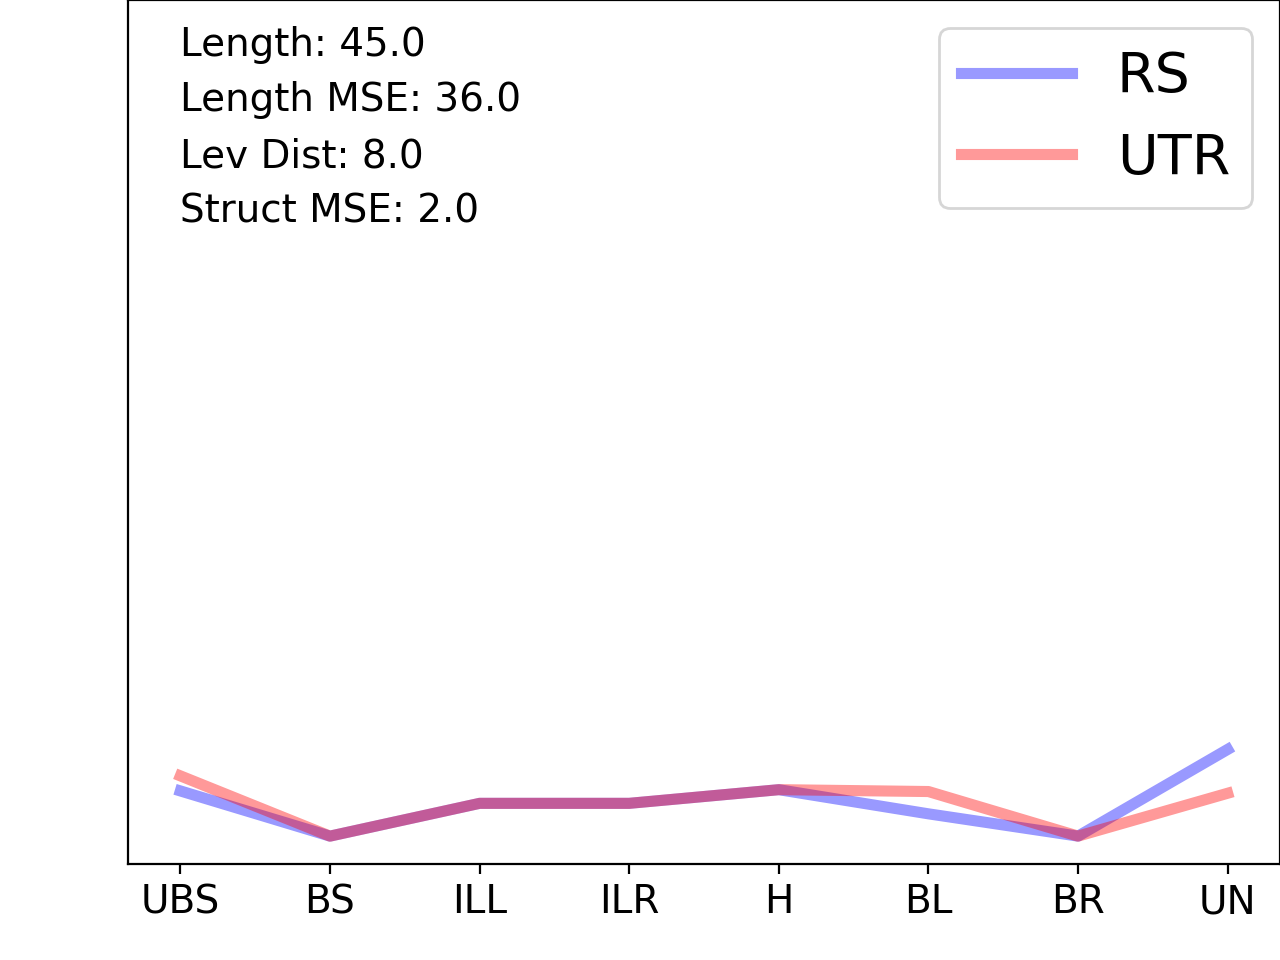 Length: 45.0
Length MSE: 36.0
Lev Dist: 8.0
Struct MSE: 2.0
RS
UTR
UBS BS ILL ILR H BL BR UN